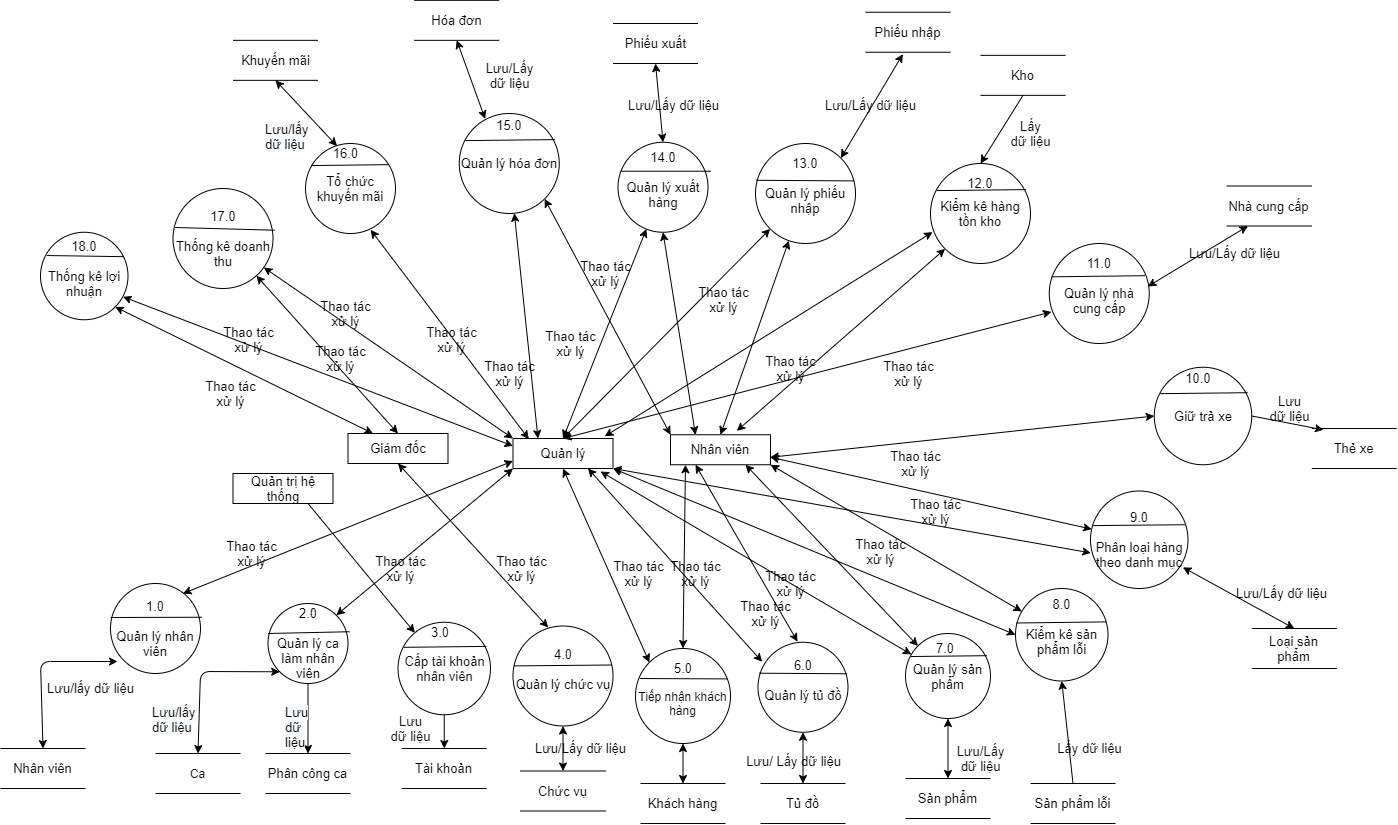 Hóa đơn
Phiếu xuất
Phiếu nhập
Khuyến mãi
Kho
Lưu/Lấy
dữ liệu
Lưu/Lấy dữ liệu
Lưu/Lấy dữ liệu
Lưu/lấy
dữ liệu
Lấy
dữ liệu
15.0
Quản lý hóa đơn
16.0
Tổ chức
khuyến mãi
14.0
Quản lý xuất
hàng
13.0
Quản lý phiếu
nhập
12.0
Kiểm kê hàng
tồn kho
Nhà cung cấp
17.0
Thống kê doanh
thu
18.0
Thống kê lợi
nhuận
Lưu/Lấy dữ liệu
11.0
Quản lý nhà
cung cấp
Thao tác
xử lý
Thao tác
xử lý
Thao tác
xử lý
Thao tác
xử lý
Thao tác
xử lý
Thao tác
xử lý
Thao tác
xử lý
Thao tác
xử lý
Thao tác
xử lý
Thao tác
xử lý
Thao tác
xử lý
10.0
Giữ trả xe
Lưu
dữ liệu
Thẻ xe
Giám đốc
Quản lý
Nhân viên
Quản trị hệ
thống
Thao tác
xử lý
Thao tác
xử lý
9.0
Phân loại hàng
theo danh mục
Thao tác
xử lý
Thao tác
xử lý
Thao tác
xử lý
Thao tác
xử lý
Thao tác
xử lý
Thao tác
xử lý
Thao tác
xử lý
Thao tác
xử lý
Lưu/Lấy dữ liệu
Loại sản
phẩm
1.0
Quản lý nhân
viên
2.0
Quản lý ca
làm nhân
viên
3.0
Cấp tài khoản
nhân viên
4.0
Quản lý chức vụ
5.0
Tiếp nhận khách
hàng
6.0
Quản lý tủ đồ
7.0
Quản lý sản
phẩm
8.0
Kiểm kê sản
phẩm lỗi
Lưu/lấy dữ liệu
Lưu/lấy
dữ liệu
Lưu
dữ
liệu
Lưu
dữ liệu
Lưu/Lấy dữ liệu
Lưu/ Lấy dữ liệu
Lưu/Lấy
dữ liệu
Lấy dữ liệu
Nhân viên
Ca
Phân công ca
Tài khoản
Chức vụ
Khách hàng
Tủ đồ
Sản phẩm
Sản phẩm lỗi